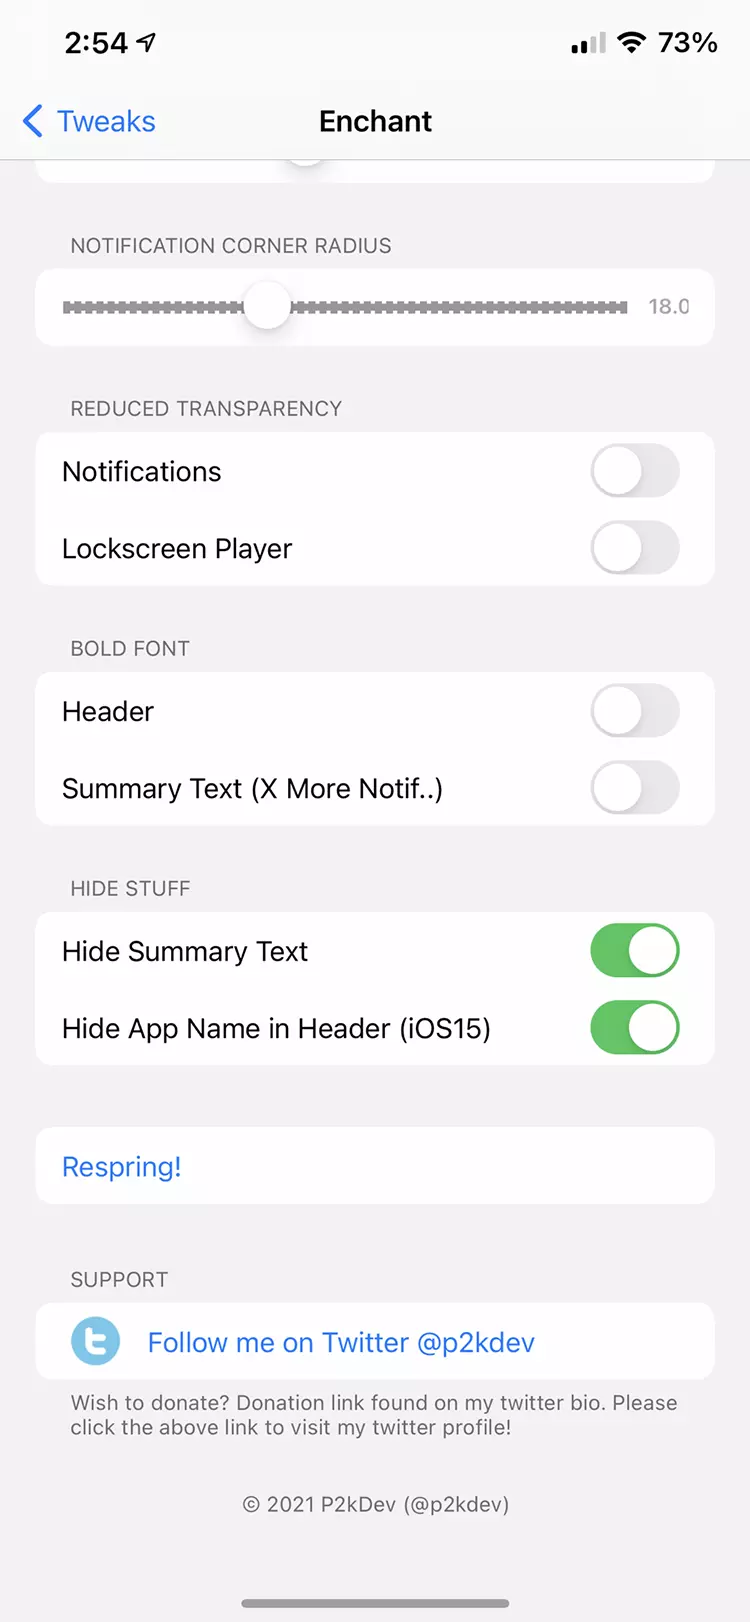 2:54
73%
Tweaks
Enchant
NOTIFICATION CORNER RADIUS
18.0
REDUCED TRANSPARENCY
Notifications
Lockscreen Player
BOLD FONT
Header
Summary Text (X More Notif..)
HIDE STUFF
Hide Summary Text
Hide App Name in Header (iOS15)
Respring!
SUPPORT
Follow me on Twitter @p2kdev
Wish to donate? Donation link found on my twitter bio. Please
click the above link to visit my twitter profile!
© 2021 P2kDev (@p2kdev)